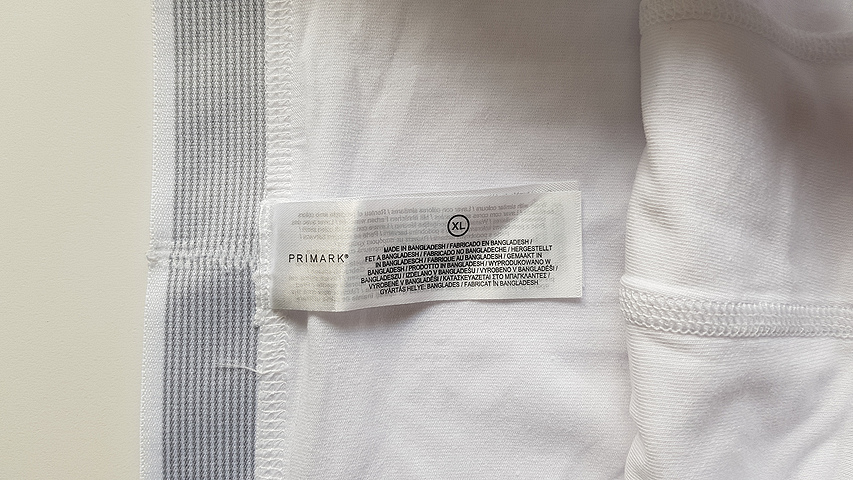 PRIMARK®
XL
MADE IN BANGLADESH / FABRICADO EN BANGLADESH /
FET A BANGLADESH / FABRICADO NO BANGLADECHE / HERGESTELLT
IN BANGLADESCH / FABRIQUÉ AU BANGLADESH / GEMAAKT IN
BANGLADESH / PRODOTTO IN BANGLADESH / WYPRODUKOWANO W
BANGLADESZU / IZDELANO V BANGLADEŠU / VYROBENO V BANGLADÉŠI /
VYROBENÉ V BANGLADÉŠI / ΚΑΤΑΣΚΕΥΑΖΕΤΑΙ ΣΤΟ ΜΠΑΓΚΛΑΝΤΕΣ /
GYÁRTÁS HELYE: BANGLADES / FABRICAT ÎN BANGLADESH